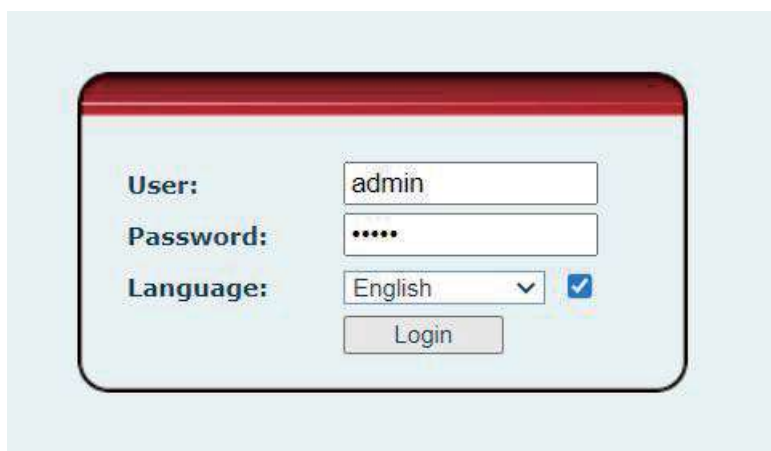 User: admin
Password: •••••
Language: English
Login